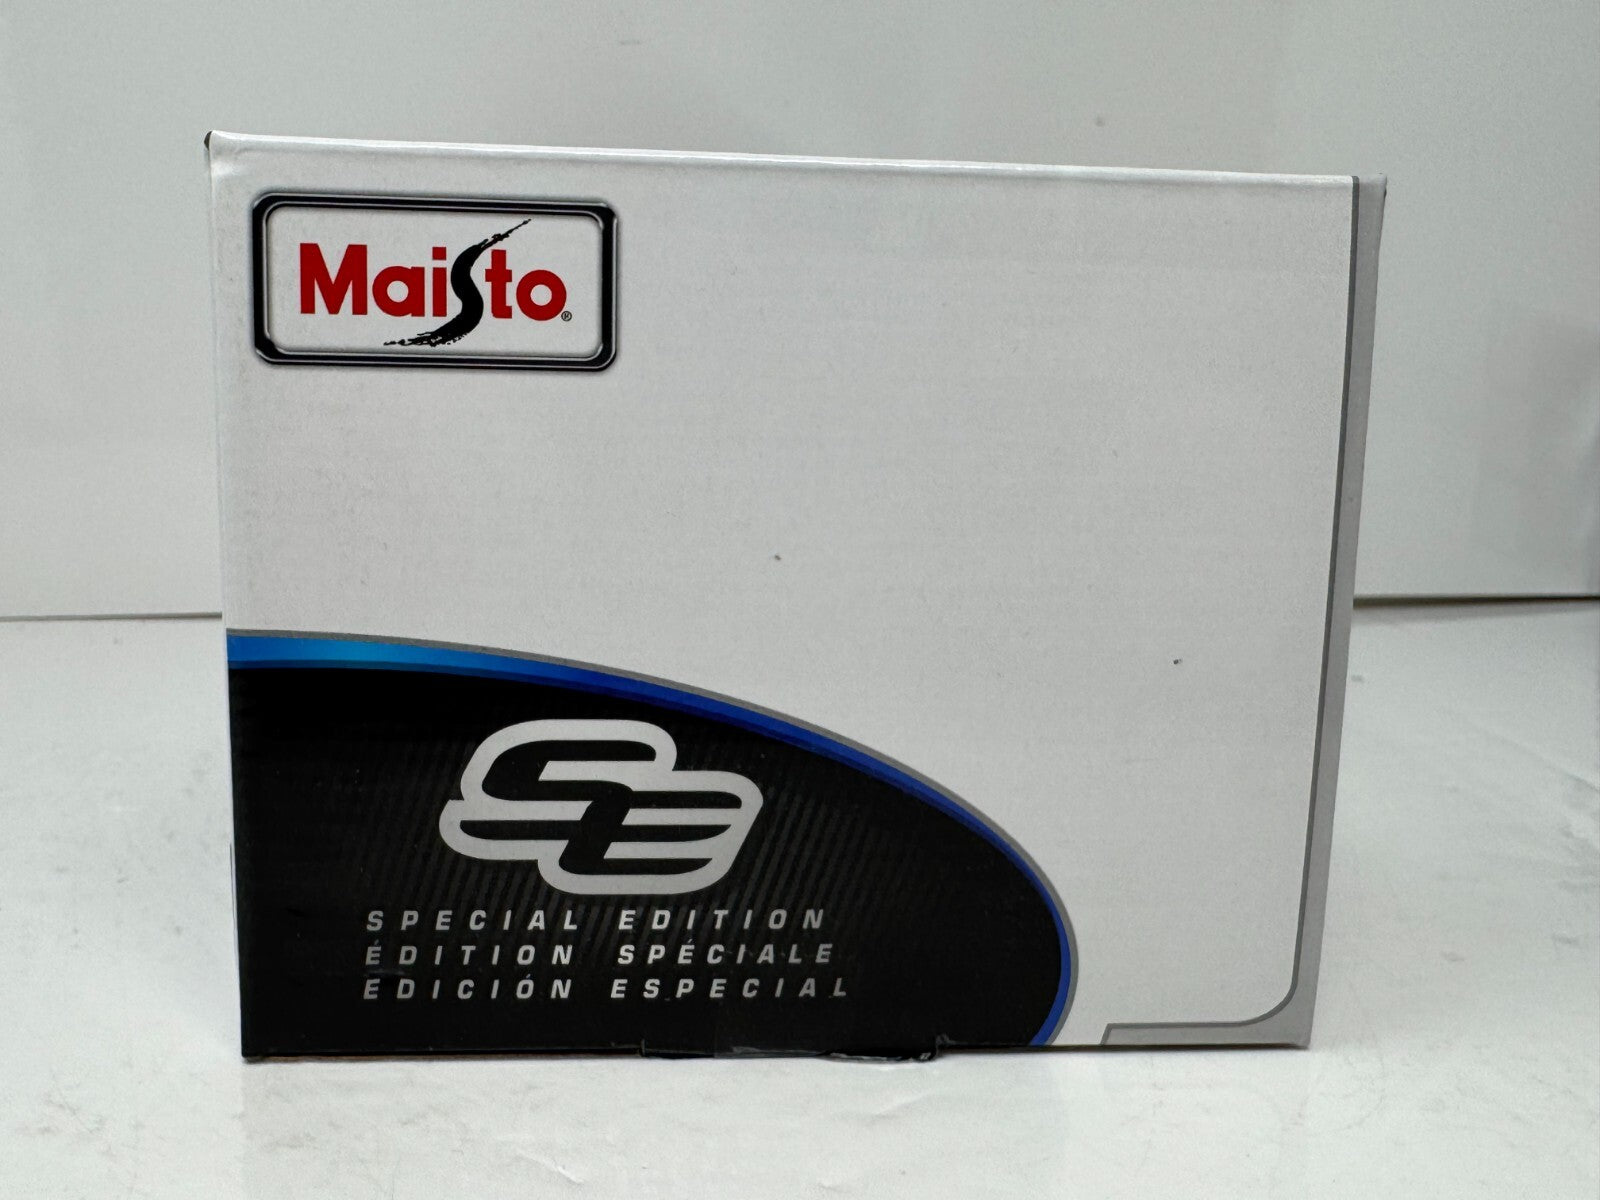 Maisto®
SE
SPECIAL EDITION
ÉDITION SPÉCIALE
EDICIÓN ESPECIAL